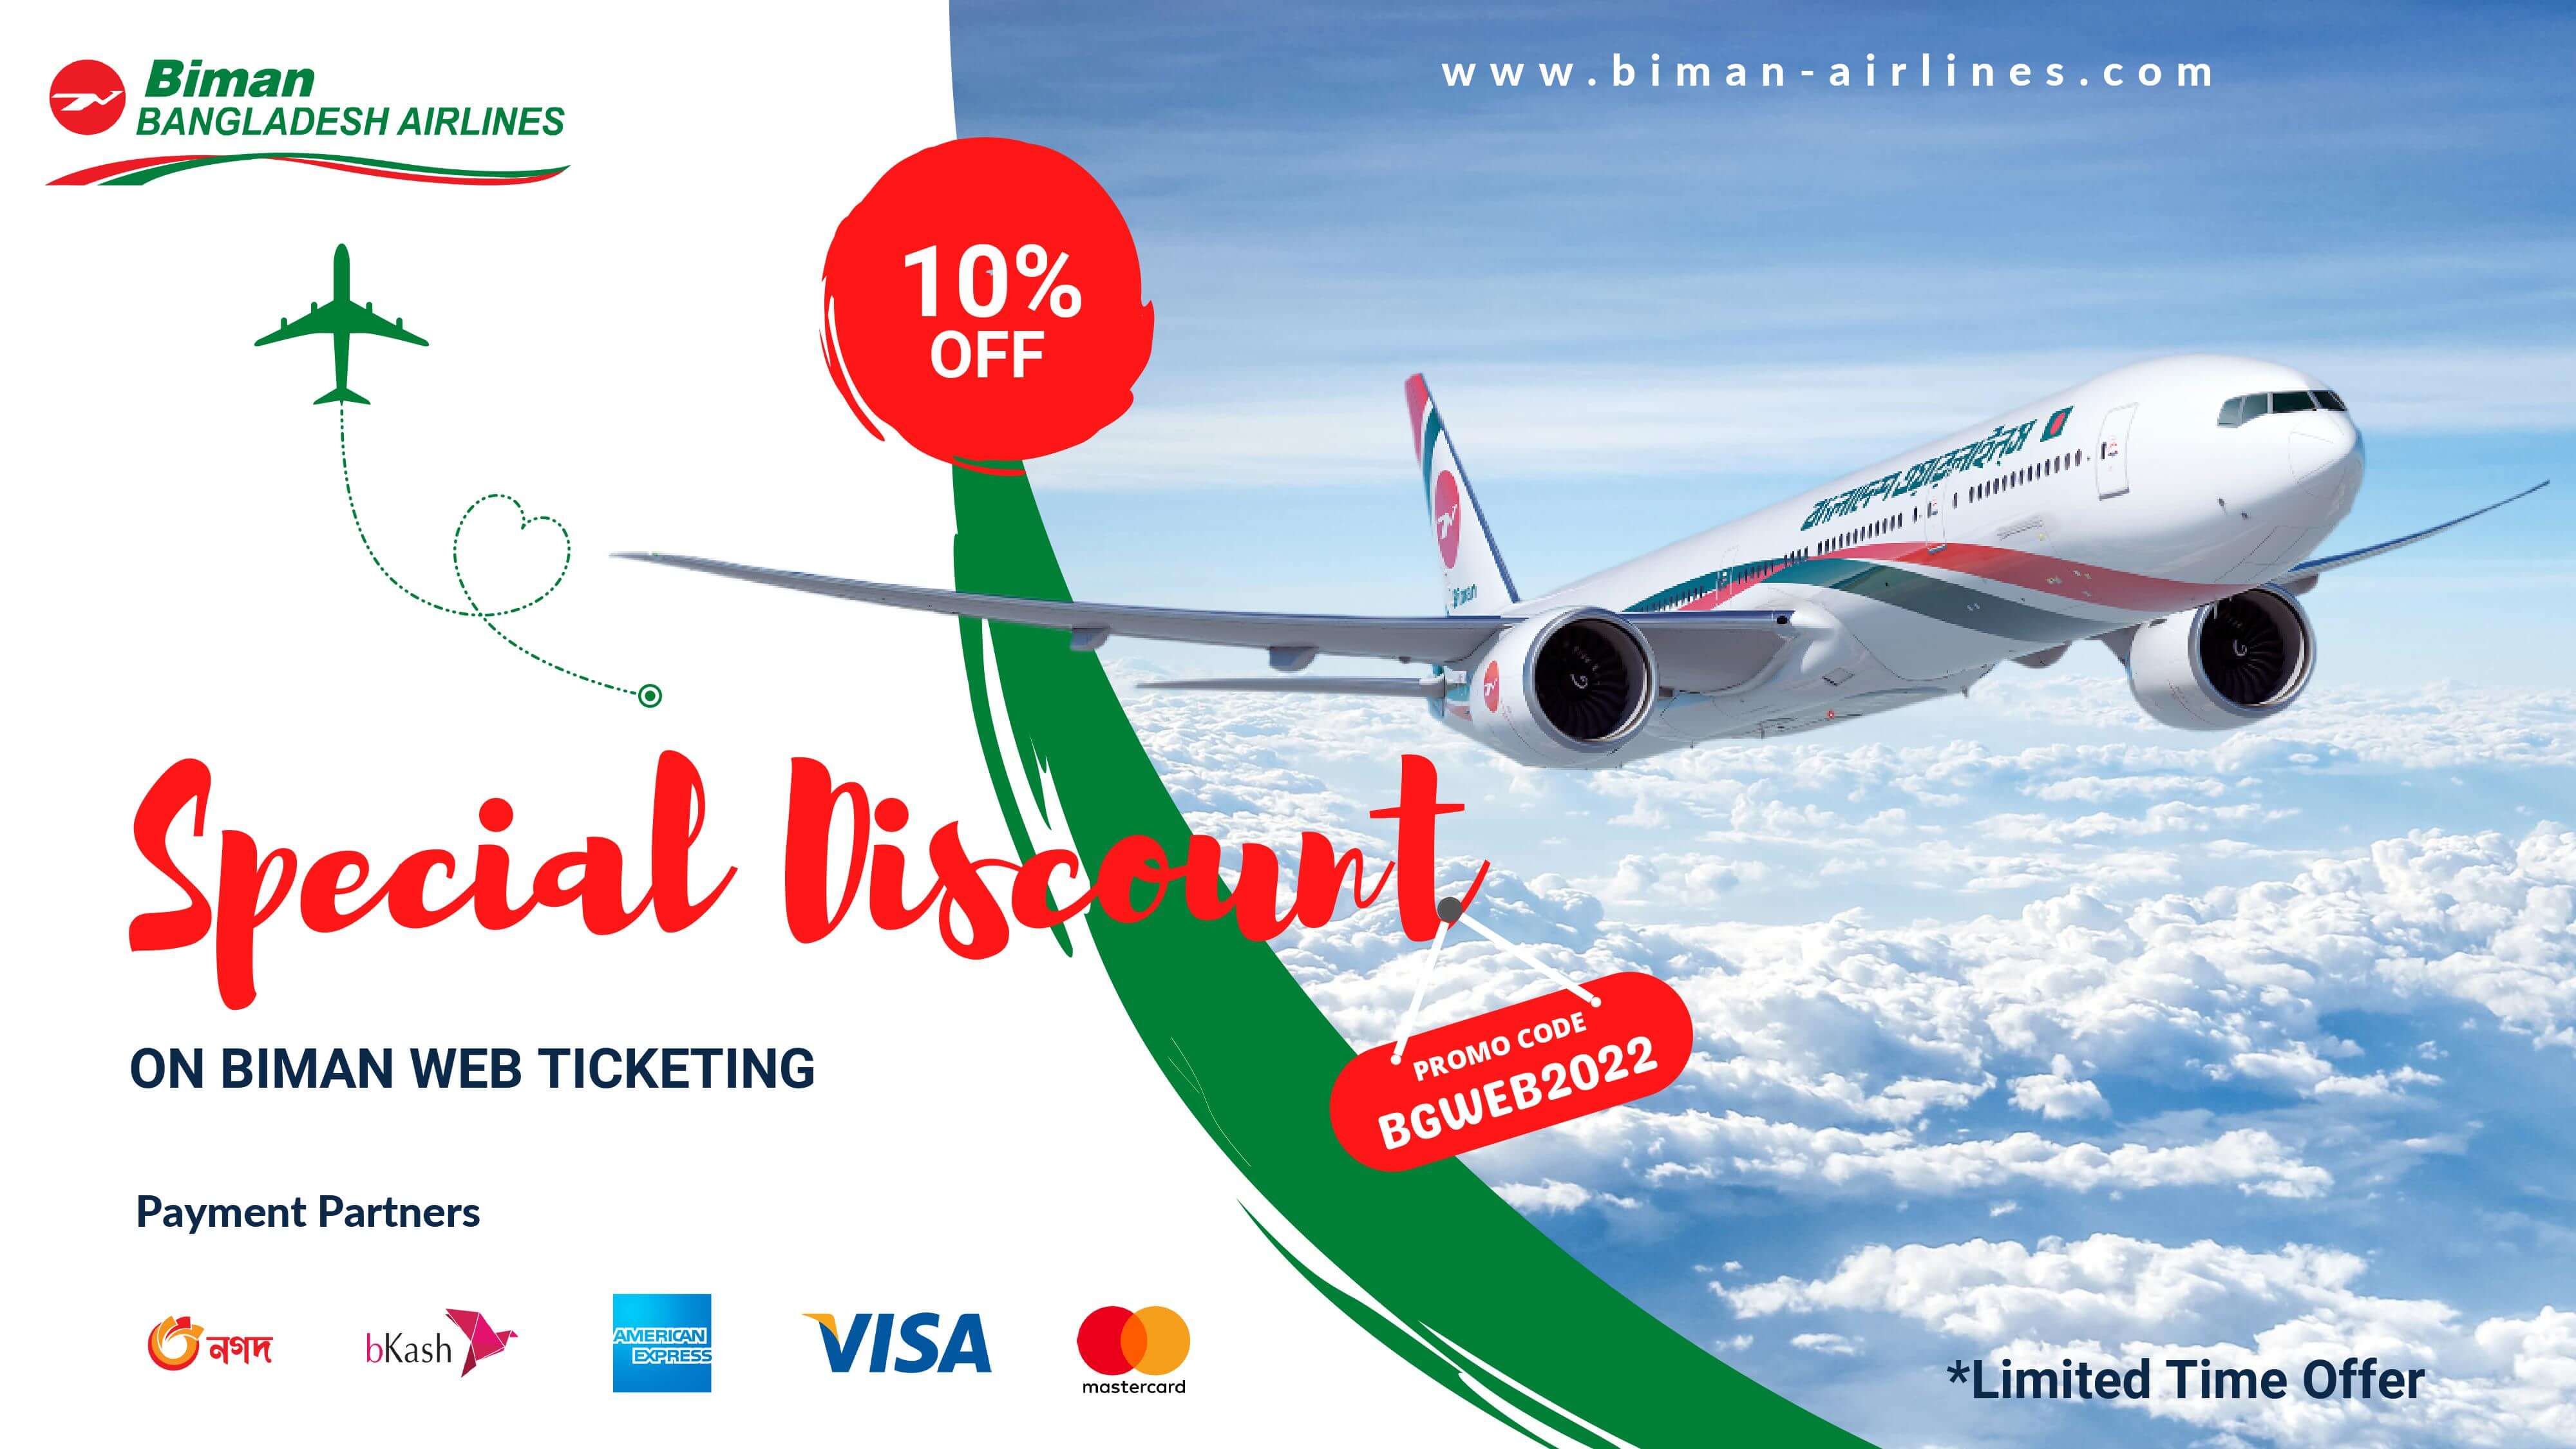 Biman
BANGLADESH AIRLINES
www.biman-airlines.com
10%
OFF
বাংলাদেশ এয়ারলাইন্স
Biman
Special Discount
ON BIMAN WEB TICKETING
PROMO CODE
BGWEB2022
Payment Partners
নগদ
bKash
AMERICAN
EXPRESS
VISA
mastercard
*Limited Time Offer